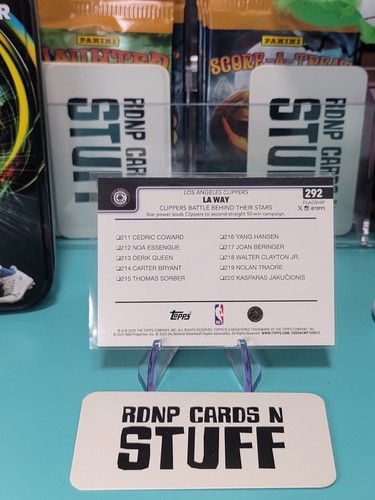 PANINI
PANINI
SCORE-A-TREAT
RDNP CARDS N
STUFF
RDNP CARDS N
STUFF
292
LOS ANGELES CLIPPERS
LA WAY
CLIPPERS BATTLE BEHIND THEIR STARS
Star power leads Clippers to second-straight 50-win campaign.
FLAGSHIP
X @TOPPS
❏211 CEDRIC COWARD
❏212 NOA ESSENGUE
❏213 DERIK QUEEN
❏214 CARTER BRYANT
❏215 THOMAS SORBER
❏216 YANG HANSEN
❏217 JOAN BERINGER
❏218 WALTER CLAYTON JR.
❏219 NOLAN TRAORE
❏220 KASPARAS JAKUČIONIS
Topps
NBA
RDNP CARDS N
STUFF